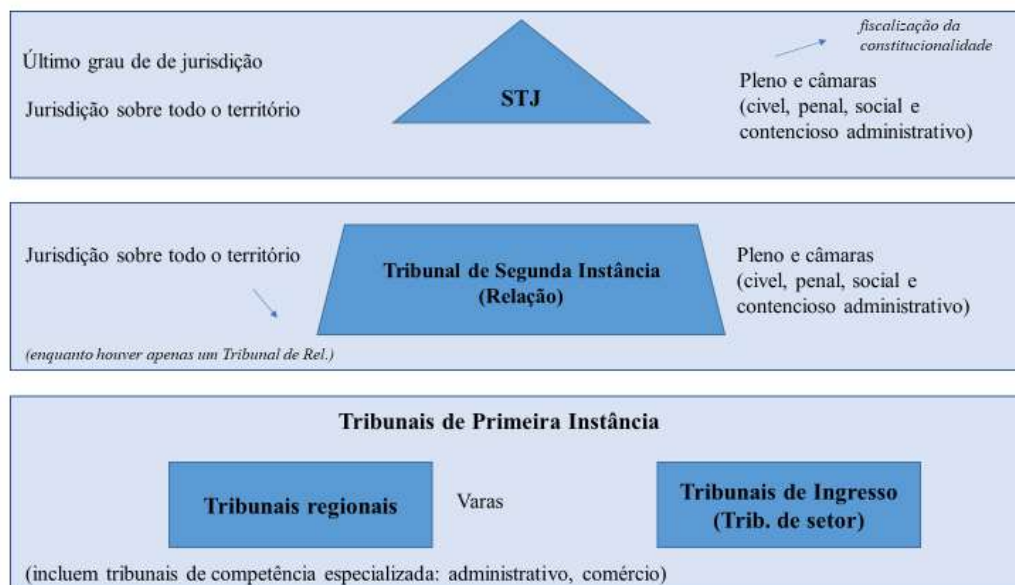 Último grau de de jurisdição
Jurisdição sobre todo o território
STJ
fiscalização da
constitucionalidade
Pleno e câmaras
(civel, penal, social e
contencioso administrativo)
Jurisdição sobre todo o território
(enquanto houver apenas um Tribunal de Rel.)
Tribunal de Segunda Instância
(Relação)
Pleno e câmaras
(civel, penal, social e
contencioso administrativo)
Tribunais de Primeira Instância
Tribunais regionais
Varas
Tribunais de Ingresso
(Trib. de setor)
(incluem tribunais de competência especializada: administrativo, comércio)